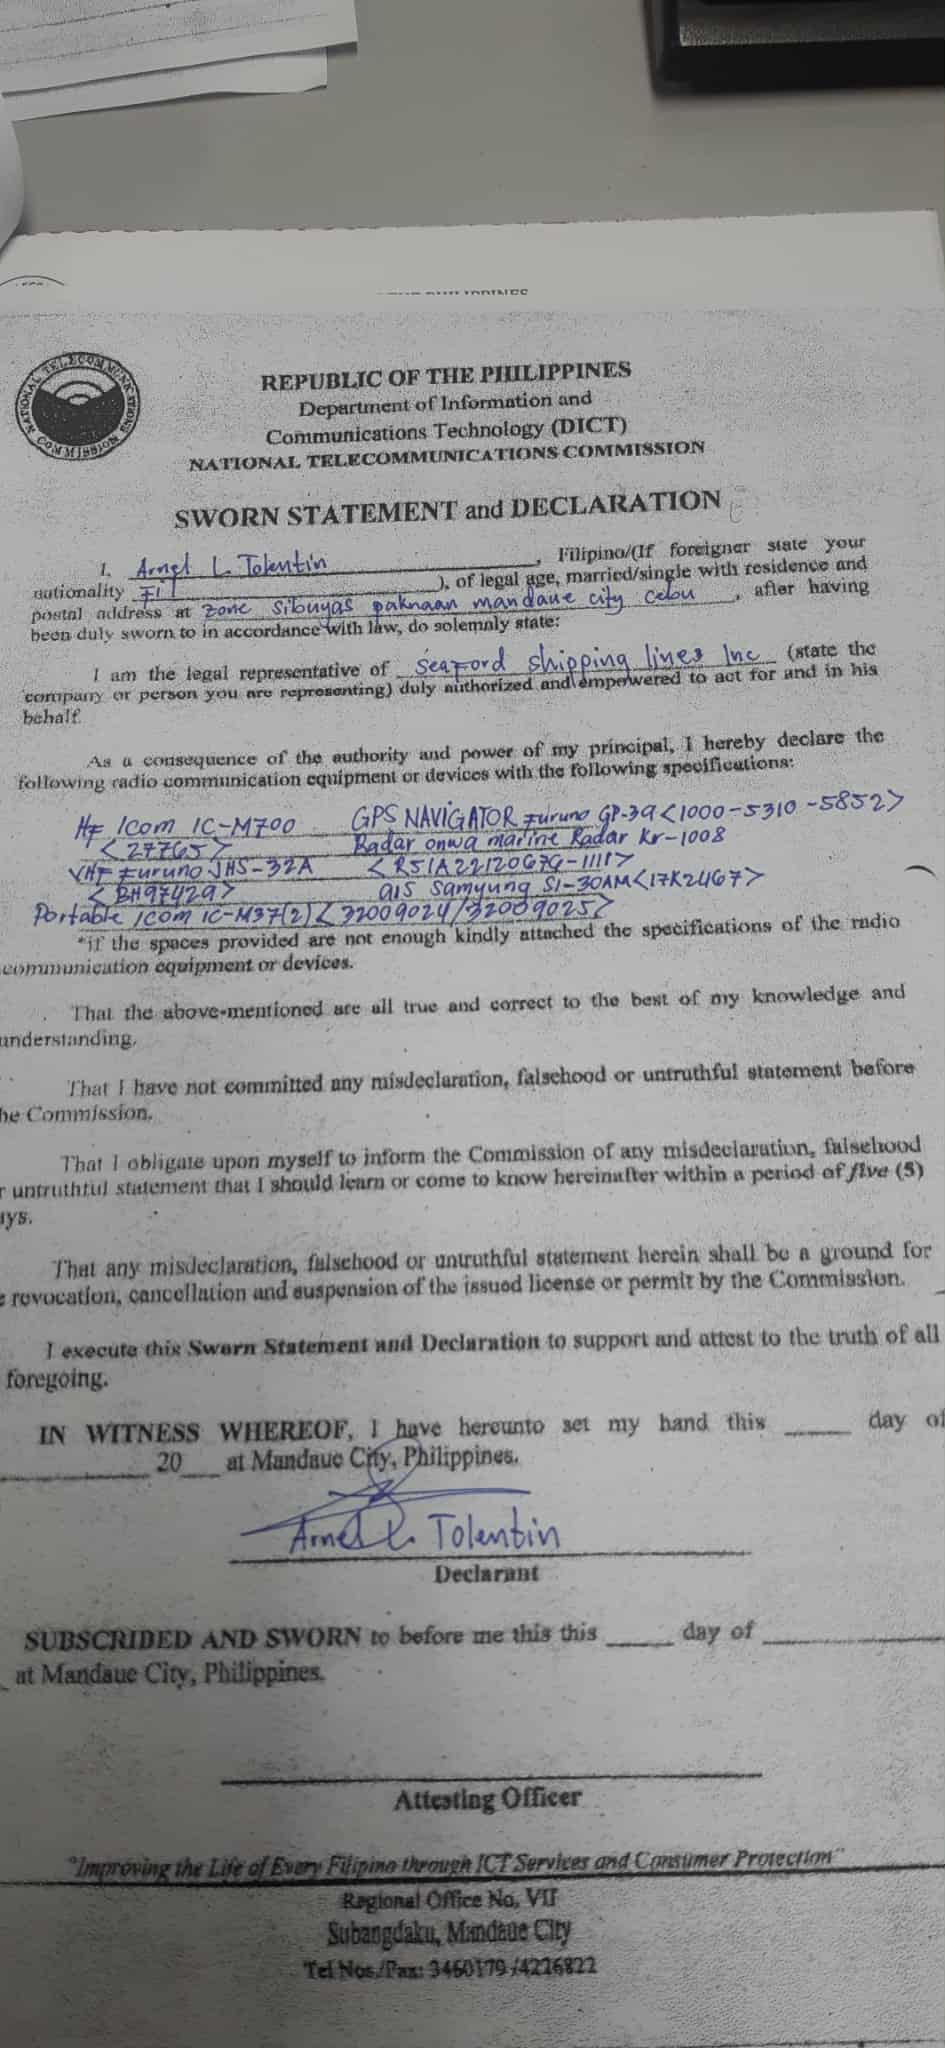 THE PHILIPPINES
NATIONAL TELECOMMUNICATIONS COMMISSION
REPUBLIC OF THE PHILIPPINES
Department of Information and
Communications Technology (DICT)
NATIONAL TELECOMMUNICATIONS COMMISSION
SWORN STATEMENT and DECLARATION
I, Arnel L. Tolentin, Filipino/(If foreigner state your
nationality Fil), of legal age, married/single with residence and
postal address at zone sibuyas paknaan mandaue city cebu, after having
been duly sworn to in accordance with law, do solemnly state:
I am the legal representative of seaford shipping lines Inc (state the
company or person you are representing) duly authorized and empowered to act for and in his
behalf.
As a consequence of the authority and power of my principal, I hereby declare the
following radio communication equipment or devices with the following specifications:
HF Icom IC-M700 GPS NAVIGATOR Furuno GP-39<1000-5310-5852>
<27765> Radar onwa marine Radar Kr-1008
VHF Furuno JHS-32A <R51A2212067G-1111>
<BH97429> ais Samyung SI-30AM<17K2467>
Portable Icom IC-M37(2)<32009024/32009025>
*if the spaces provided are not enough kindly attached the specifications of the radio
communication equipment or devices.
That the above-mentioned are all true and correct to the best of my knowledge and
understanding.
That I have not committed any misdeclaration, falsehood or untruthful statement before
he Commission.
That I obligate upon myself to inform the Commission of any misdeclaration, falsehood
r untruthful statement that I should learn or come to know hereinafter within a period of five (5)
ays.
That any misdeclaration, falsehood or untruthful statement herein shall be a ground for
e revocation, cancellation and suspension of the issued license or permit by the Commission.
I execute this Sworn Statement and Declaration to support and attest to the truth of all
foregoing.
IN WITNESS WHEREOF, I have hereunto set my hand this _____ day of
__________ 20___ at Mandaue City, Philippines.
Arnel L. Tolentin
Declarant
SUBSCRIBED AND SWORN to before me this this _____ day of __________
_ at Mandaue City, Philippines.
Attesting Officer
"Improving the Life of Every Filipino through ICT Services and Consumer Protection"
Regional Office No. VII
Subangdaku, Mandaue City
Tel Nos./Fax: 3460179/4226822